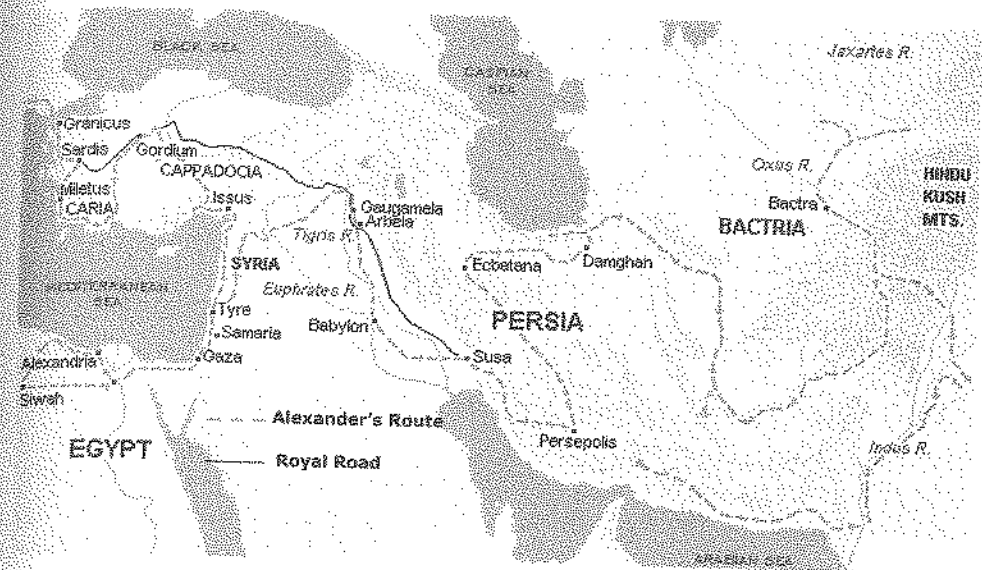 BLACK SEA
CASPIAN
SEA
Jaxartes R.
Granicus
Sardis
Gordium
CAPPADOCIA
Oxus R.
HINDU
KUSH
MTS.
Miletus
CARIA
Issus
Gaugamela
Arbela
Bactra
BACTRIA
Tigris R.
SYRIA
Ecbatana
Damghan
MEDITERRANEAN
SEA
Euphrates R.
Tyre
Samaria
Babylon
PERSIA
Alexandria
Gaza
Susa
Siwah
Alexander's Route
EGYPT
Persepolis
Indus R.
Royal Road
ARABIAN SEA